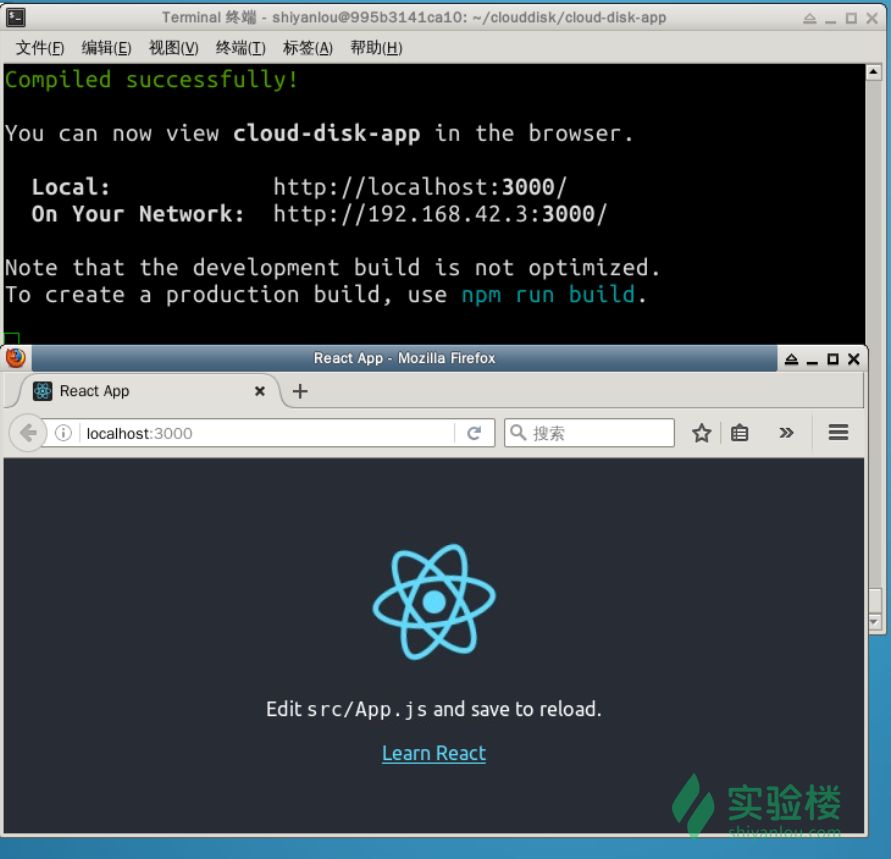 Terminal 终端 - shiyanlou@995b3141ca10: ~/clouddisk/cloud-disk-app
文件(F) 编辑(E) 视图(V) 终端(T) 标签(A) 帮助(H)
Compiled successfully!
You can now view cloud-disk-app in the browser.
Local: http://localhost:3000/
On Your Network: http://192.168.42.3:3000/
Note that the development build is not optimized.
To create a production build, use npm run build.
React App - Mozilla Firefox
React App
localhost:3000
搜索
Edit src/App.js and save to reload.
Learn React
实验楼
shiyanlou.com